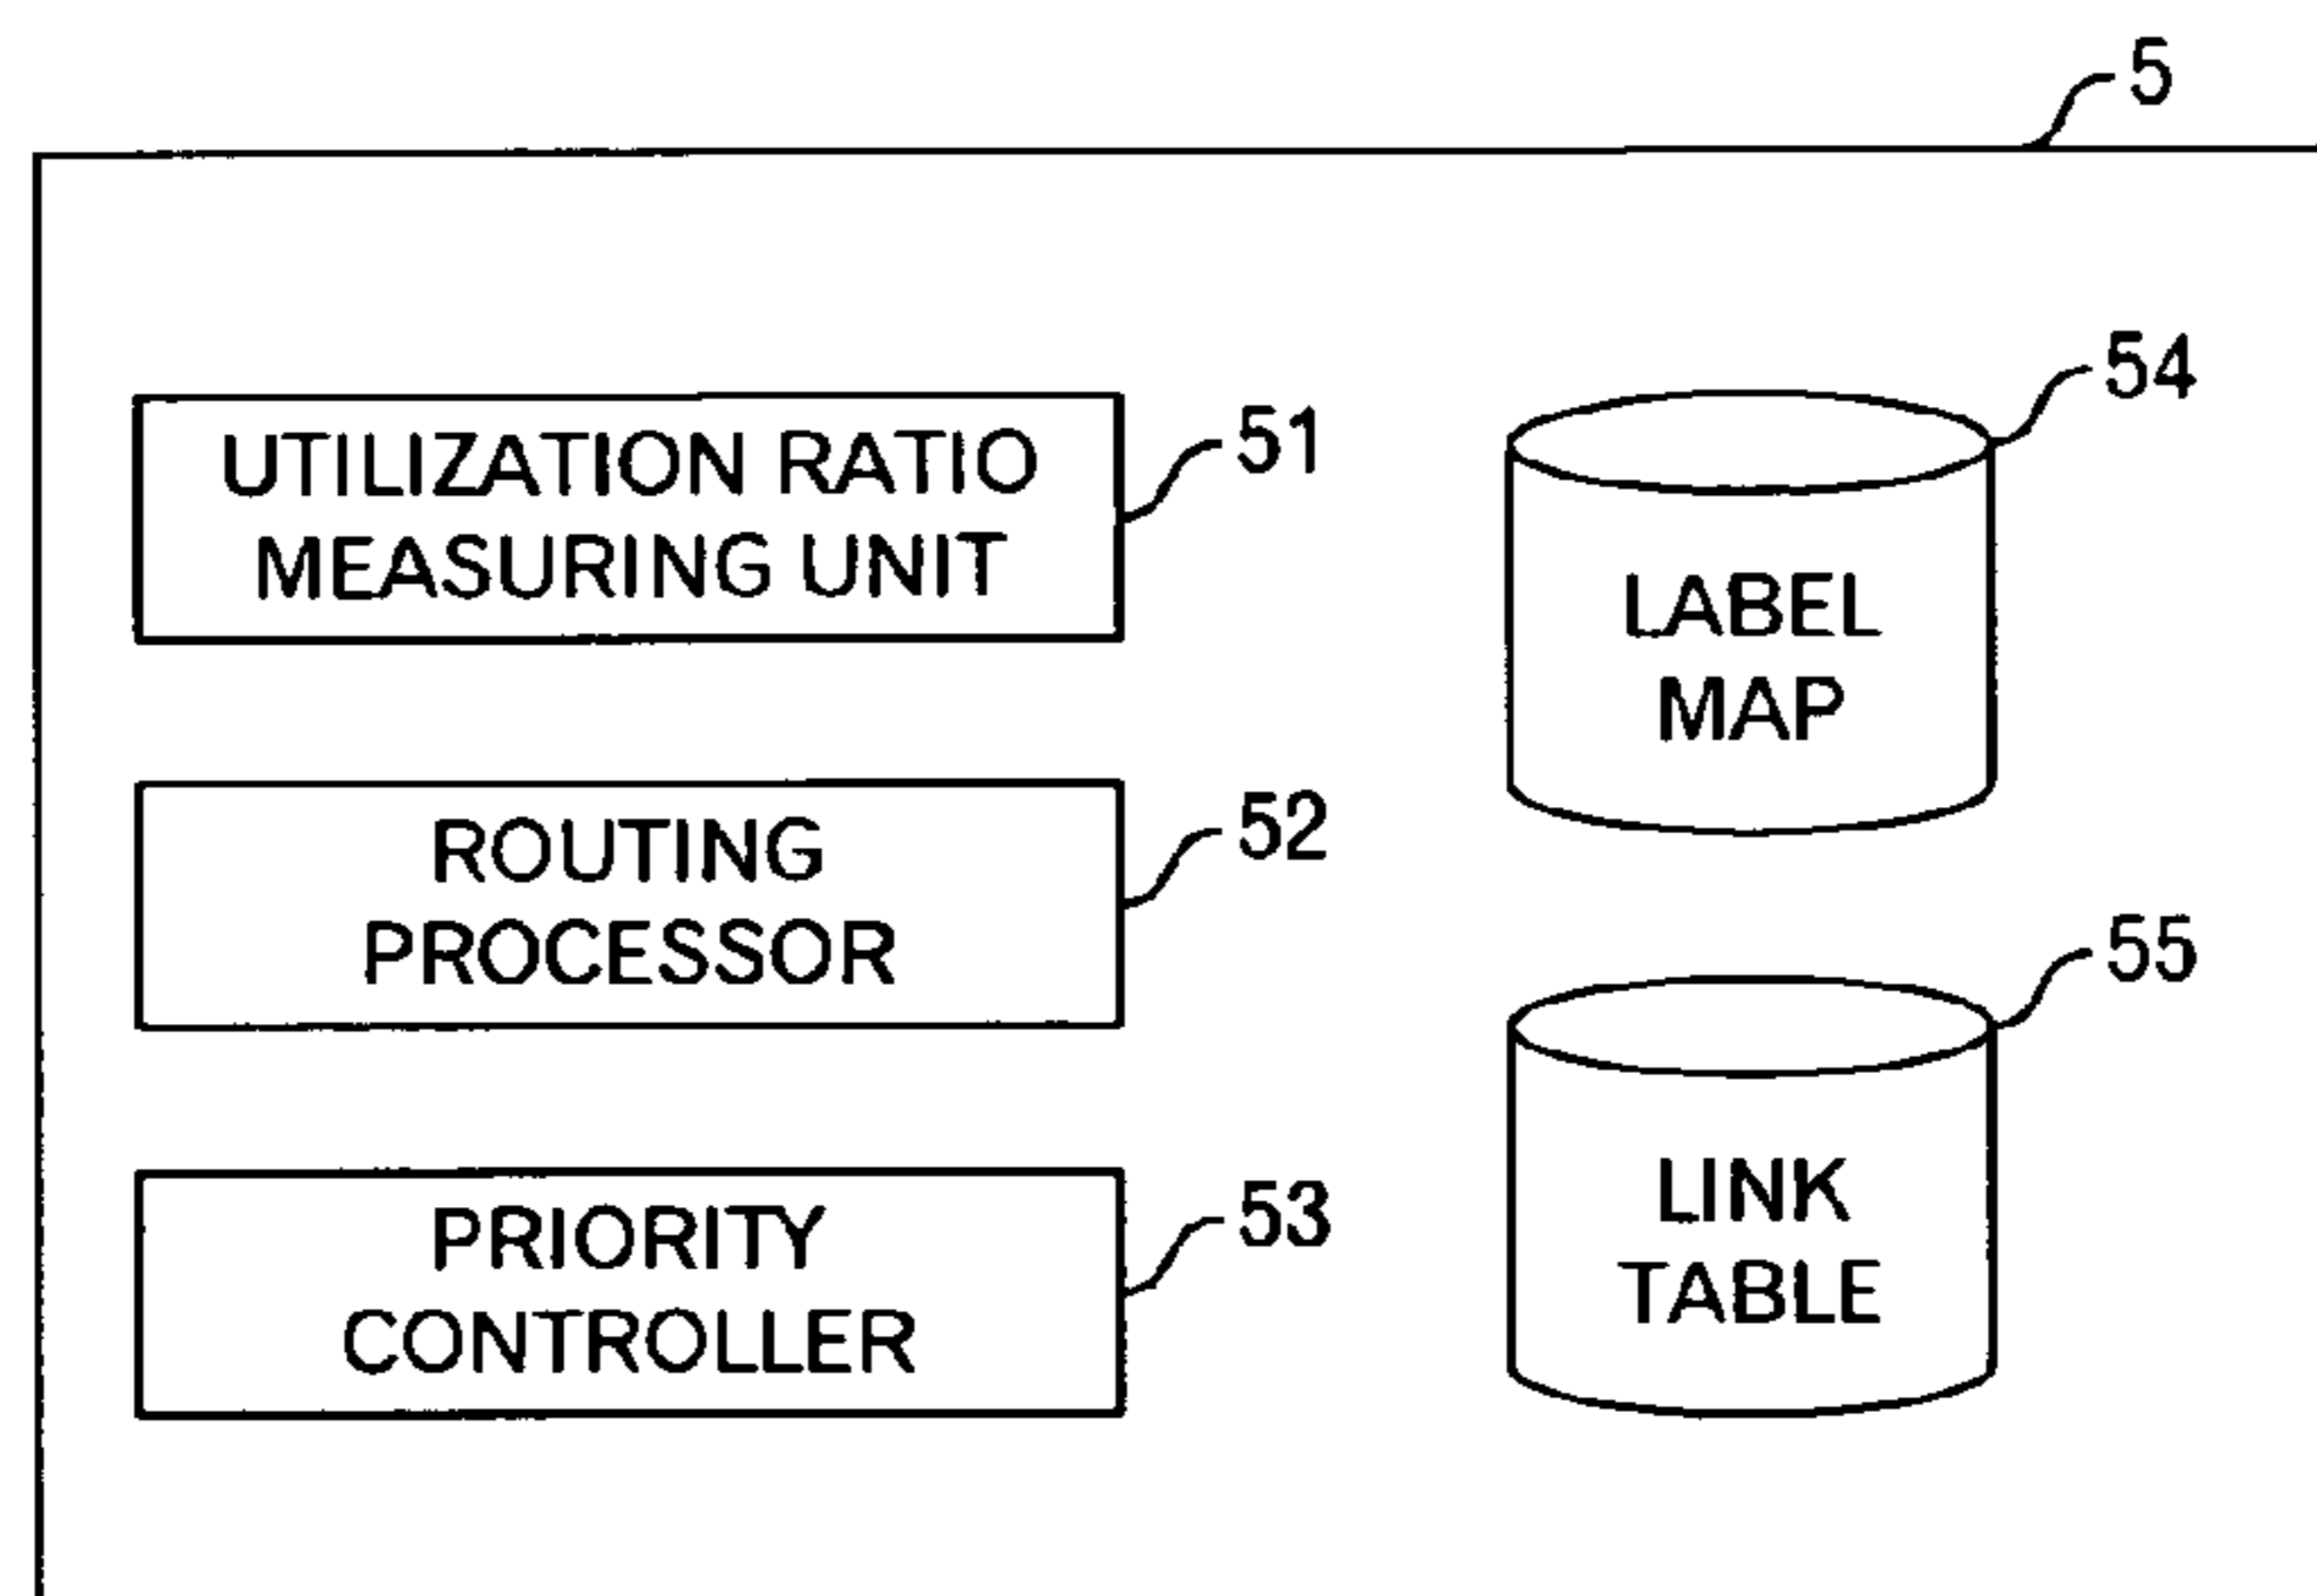 5
UTILIZATION RATIO
MEASURING UNIT
51
ROUTING
PROCESSOR
52
PRIORITY
CONTROLLER
53
54
LABEL
MAP
55
LINK
TABLE